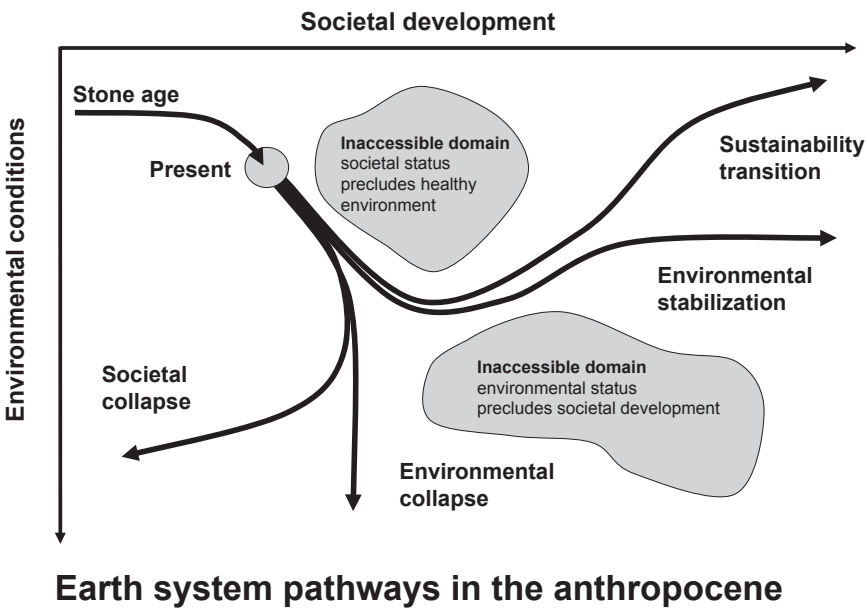 Societal development
Environmental conditions
Stone age
Present
Inaccessible domain
societal status
precludes healthy
environment
Sustainability
transition
Environmental
stabilization
Inaccessible domain
environmental status
precludes societal development
Societal
collapse
Environmental
collapse
Earth system pathways in the anthropocene